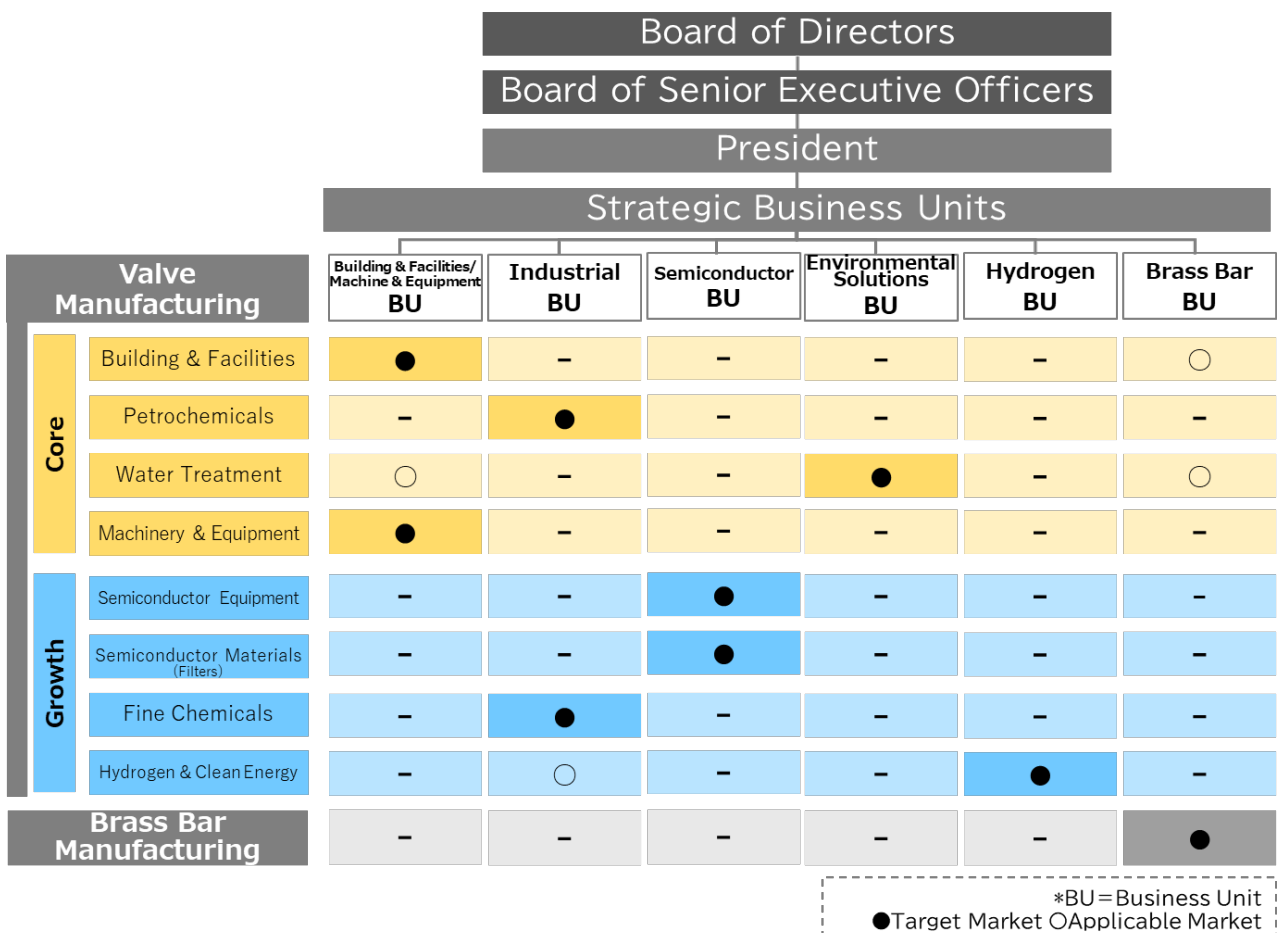 Board of Directors
Board of Senior Executive Officers
President
Strategic Business Units
Valve
Manufacturing
Building & Facilities/
Machine & Equipment
BU
Industrial
BU
Semiconductor
BU
Environmental
Solutions
BU
Hydrogen
BU
Brass Bar
BU
Core
Building & Facilities
● – – – – ○
Petrochemicals
– ● – – – –
Water Treatment
○ – – ● – ○
Machinery & Equipment
● – – – – –
Growth
Semiconductor Equipment
– – ● – – –
Semiconductor Materials
(Filters)
– – ● – – –
Fine Chemicals
– ● – – – –
Hydrogen & Clean Energy
– ○ – – ● –
Brass Bar
Manufacturing
– – – – – ●
*BU=Business Unit
●Target Market ○Applicable Market